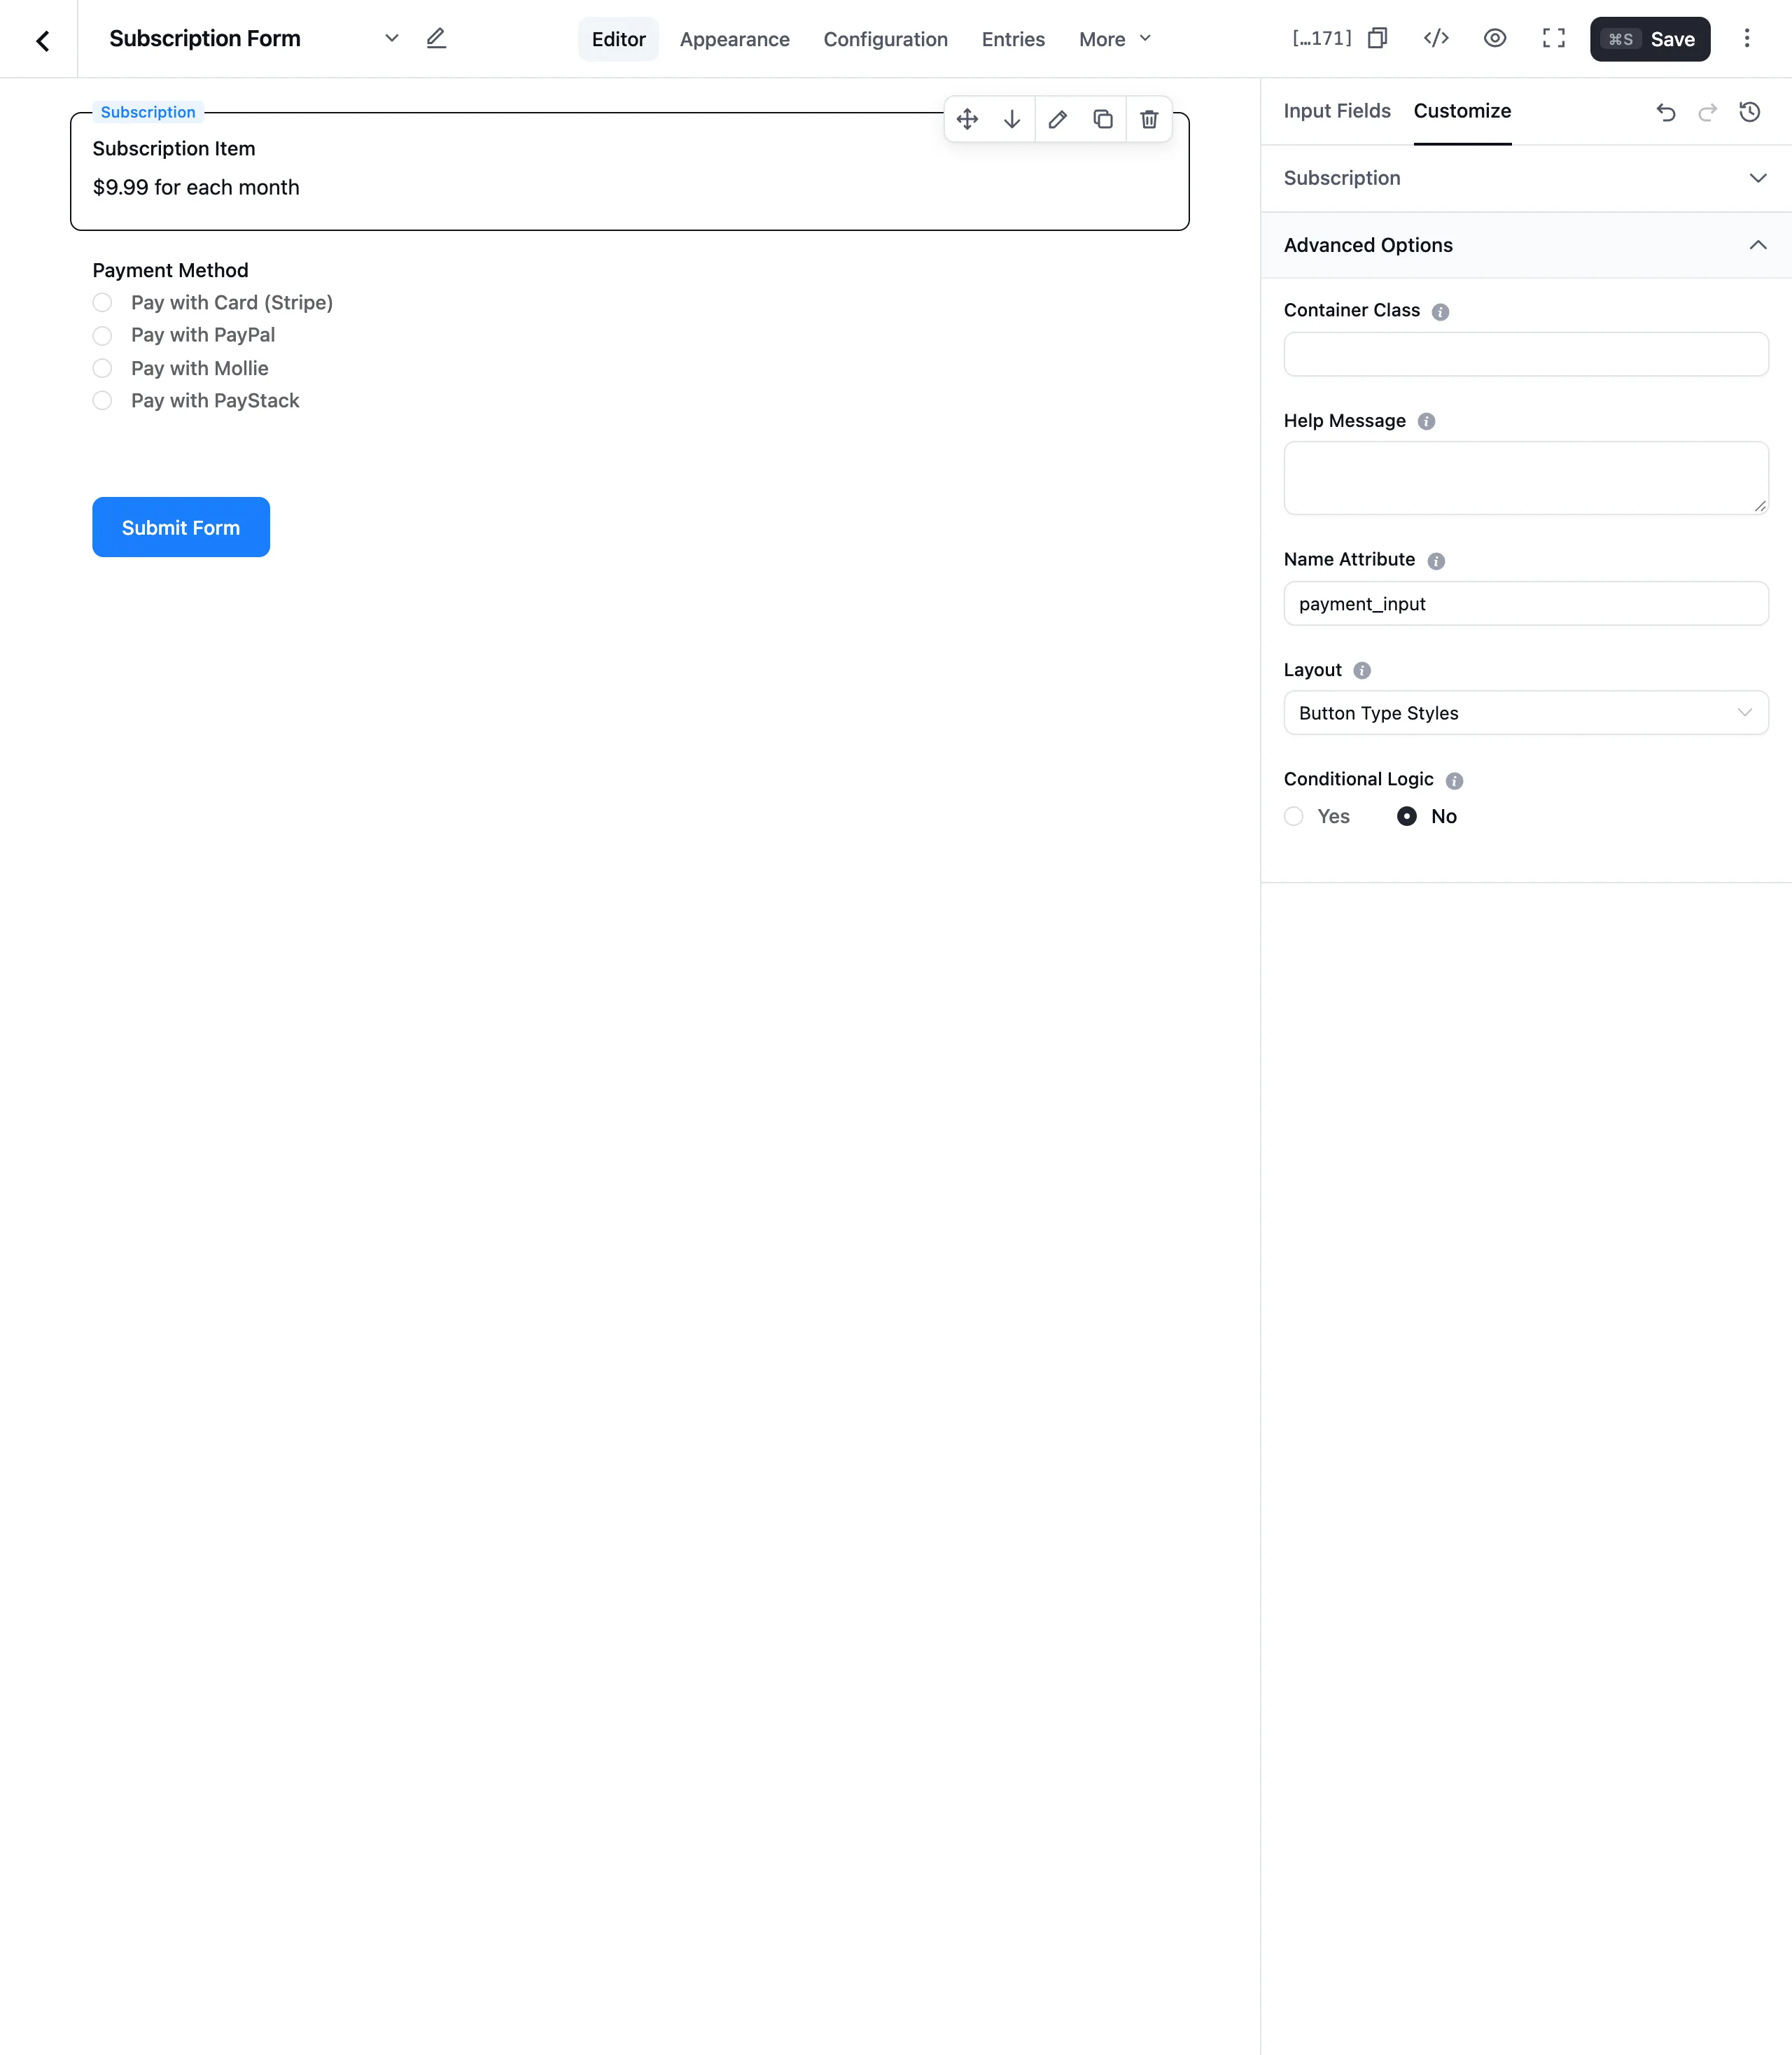 Subscription Form
Editor
Appearance
Configuration
Entries
More
[...171]
⌘S Save
Subscription
Subscription Item
$9.99 for each month
Payment Method
Pay with Card (Stripe)
Pay with PayPal
Pay with Mollie
Pay with PayStack
Submit Form
Input Fields
Customize
Subscription
Advanced Options
Container Class
Help Message
Name Attribute
payment_input
Layout
Button Type Styles
Conditional Logic
Yes
No